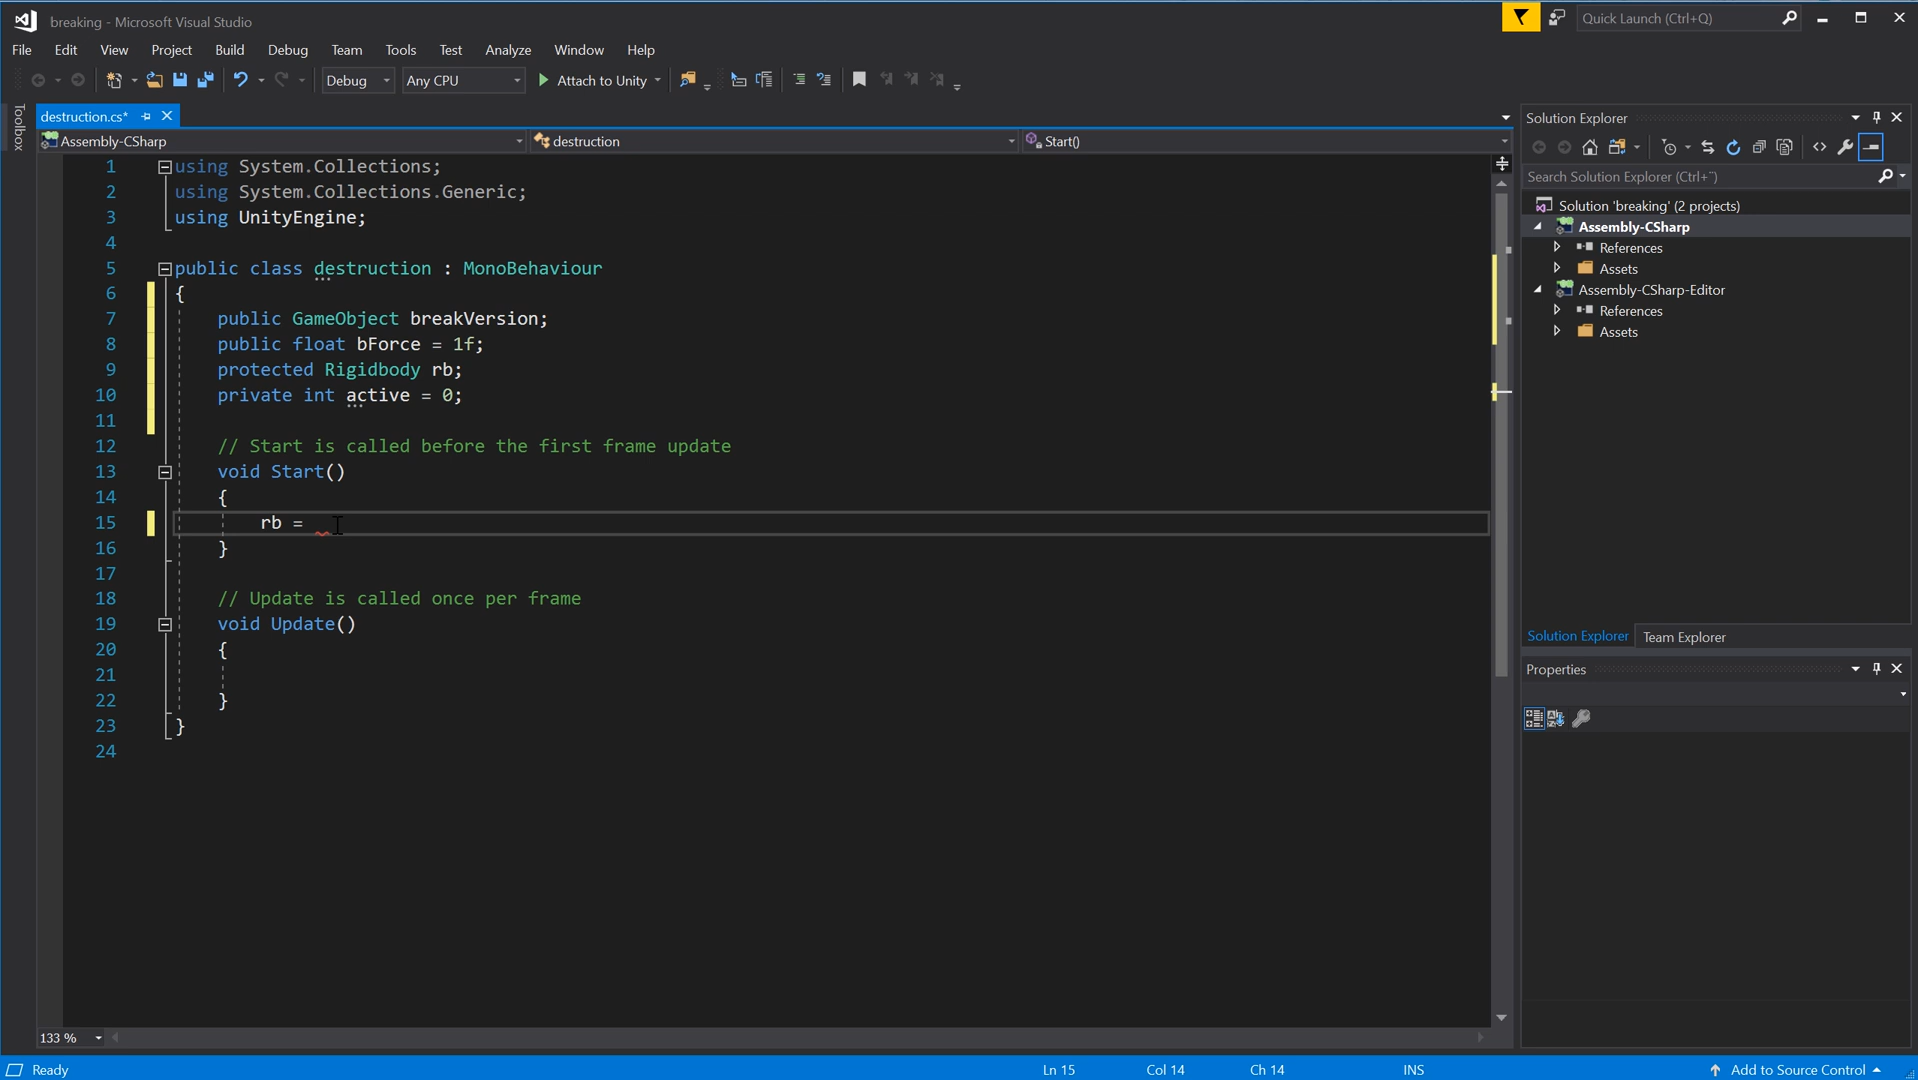 breaking - Microsoft Visual Studio
Quick Launch (Ctrl+Q)
File Edit View Project Build Debug Team Tools Test Analyze Window Help
Debug Any CPU Attach to Unity
Toolbox
destruction.cs*
Assembly-CSharp destruction Start()
1 using System.Collections;
2 using System.Collections.Generic;
3 using UnityEngine;
4
5 public class destruction : MonoBehaviour
6 {
7 public GameObject breakVersion;
8 public float bForce = 1f;
9 protected Rigidbody rb;
10 private int active = 0;
11
12 // Start is called before the first frame update
13 void Start()
14 {
15 rb =
16 }
17
18 // Update is called once per frame
19 void Update()
20 {
21
22 }
23 }
24
133 %
Solution Explorer
Search Solution Explorer (Ctrl+¨)
Solution 'breaking' (2 projects)
Assembly-CSharp
References
Assets
Assembly-CSharp-Editor
References
Assets
Solution Explorer Team Explorer
Properties
Ready Ln 15 Col 14 Ch 14 INS Add to Source Control